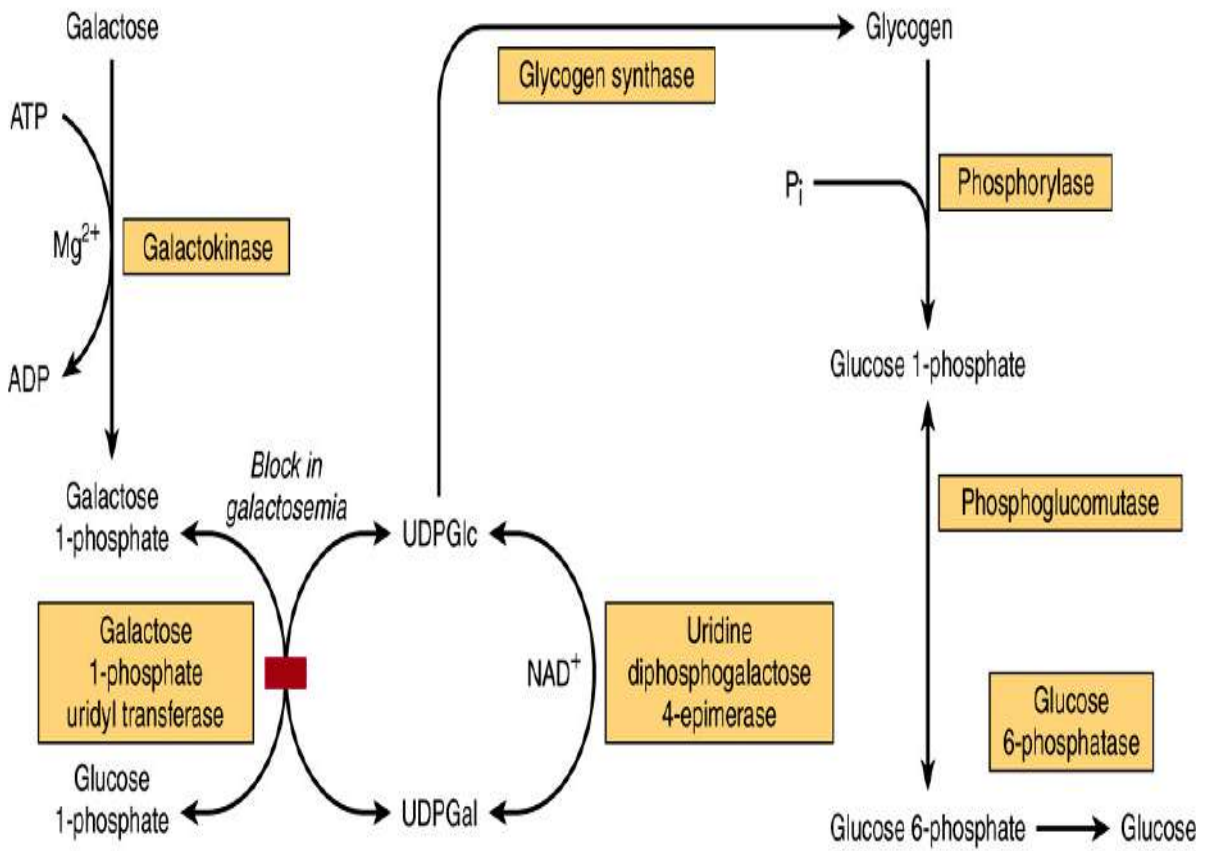 Galactose
Glycogen
Glycogen synthase
ATP
Mg2+
Galactokinase
ADP
Pi
Phosphorylase
Glucose 1-phosphate
Galactose
1-phosphate
Block in
galactosemia
UDPGlc
Phosphoglucomutase
Galactose
1-phosphate
uridyl transferase
NAD+
Uridine
diphosphogalactose
4-epimerase
Glucose
6-phosphatase
Glucose
1-phosphate
UDPGal
Glucose 6-phosphate
Glucose